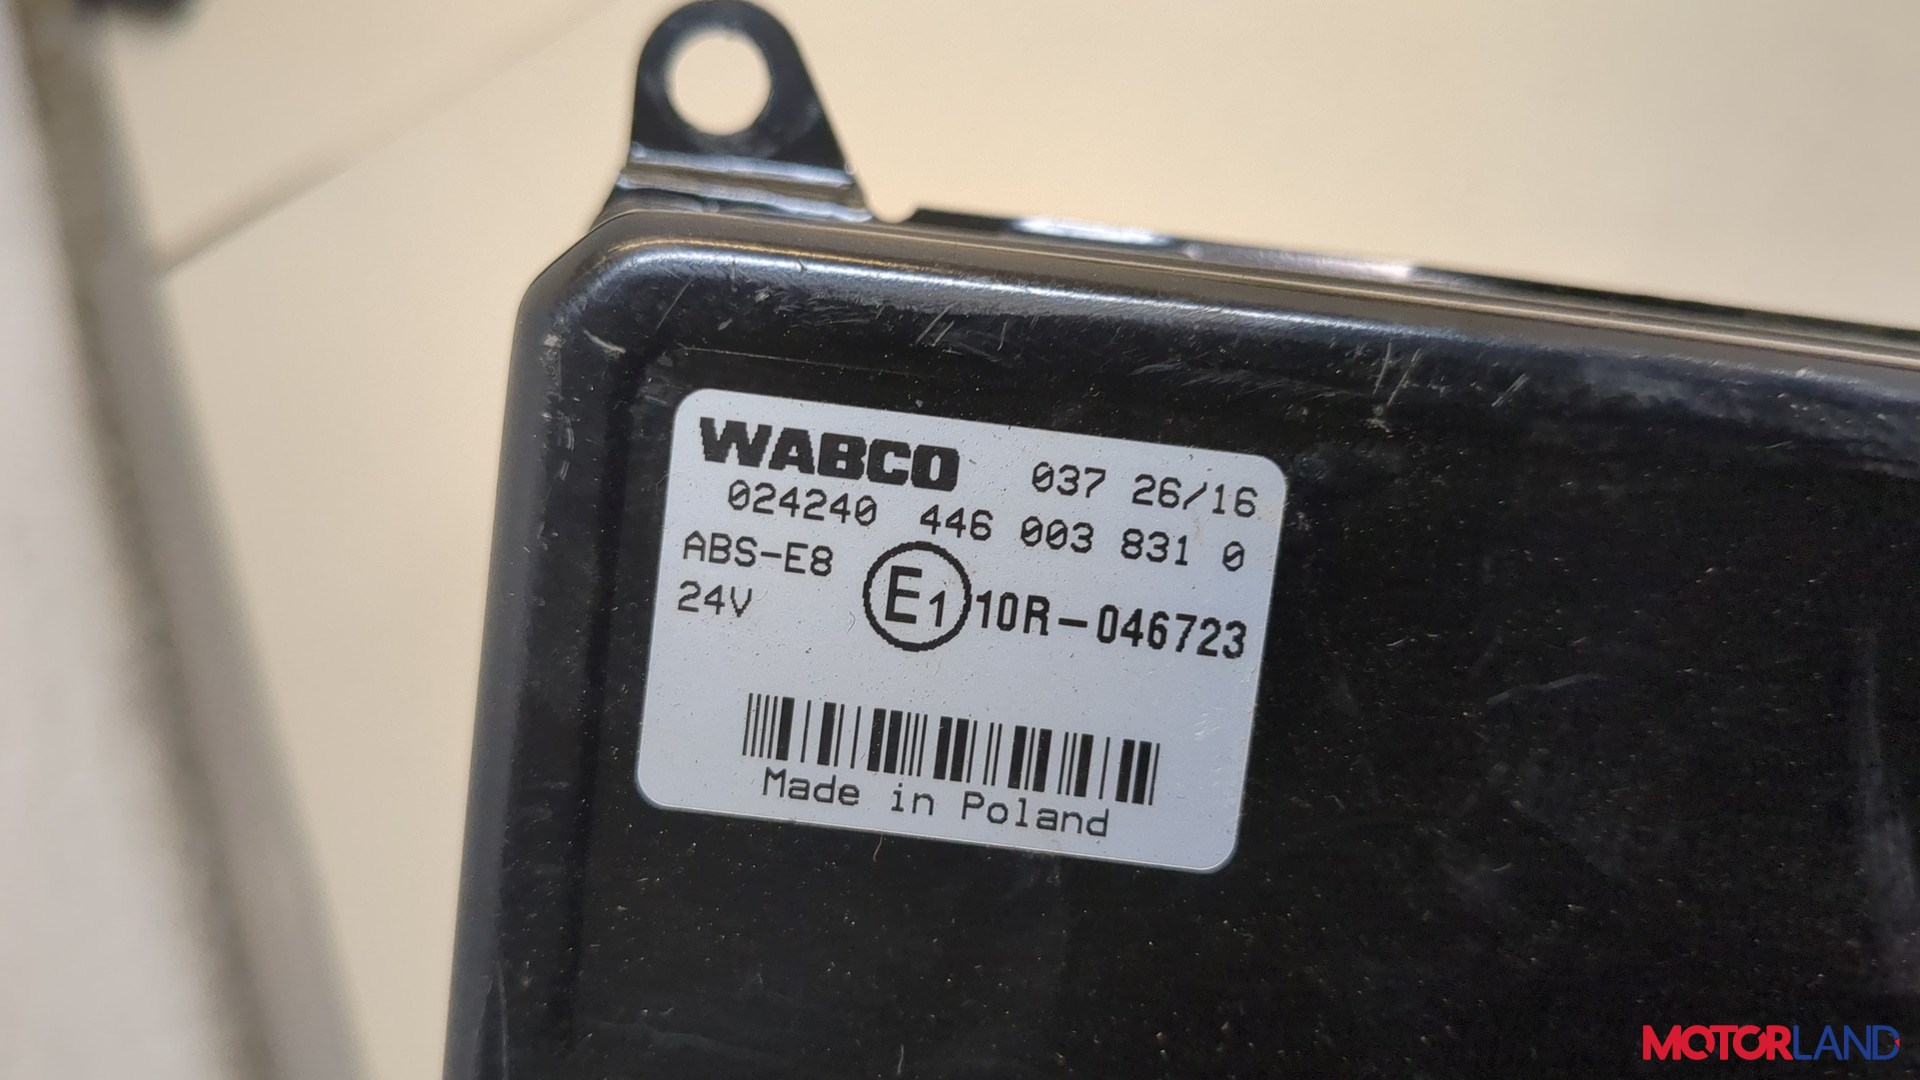 WABCO 037 26/16
024240 446 003 831 0
ABS-E8 E1 10R-046723
24V
Made in Poland
MOTORLAND